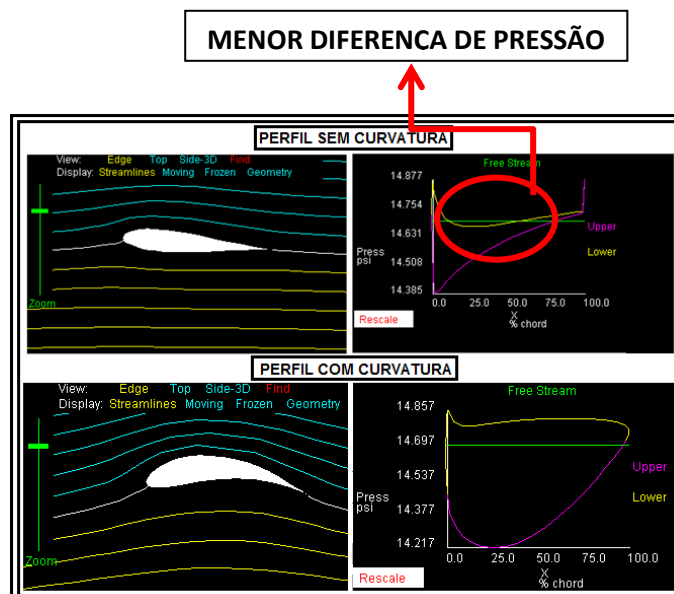 MENOR DIFERENCA DE PRESSÃO
PERFIL SEM CURVATURA
View: Edge Top Side-3D Find
Display: Streamlines Moving Frozen Geometry
Zoom
Free Stream
14.877
14.754
14.631
14.508
14.385
Press
psi
Upper
Lower
0.0 25.0 50.0 75.0 100.0
X
% chord
Rescale
PERFIL COM CURVATURA
View: Edge Top Side-3D Find
Display: Streamlines Moving Frozen Geometry
Zoom
Free Stream
14.857
14.697
14.537
14.377
14.217
Press
psi
Upper
Lower
0.0 25.0 50.0 75.0 100.0
X
% chord
Rescale